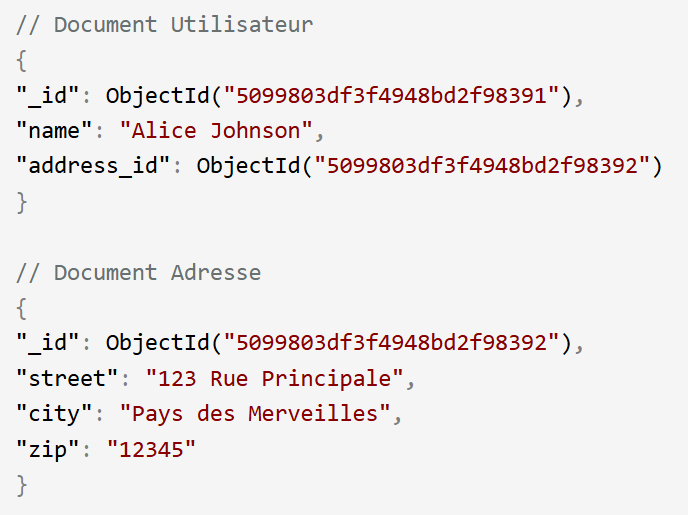 // Document Utilisateur
{
"_id": ObjectId("5099803df3f4948bd2f98391"),
"name": "Alice Johnson",
"address_id": ObjectId("5099803df3f4948bd2f98392")
}
// Document Adresse
{
"_id": ObjectId("5099803df3f4948bd2f98392"),
"street": "123 Rue Principale",
"city": "Pays des Merveilles",
"zip": "12345"
}